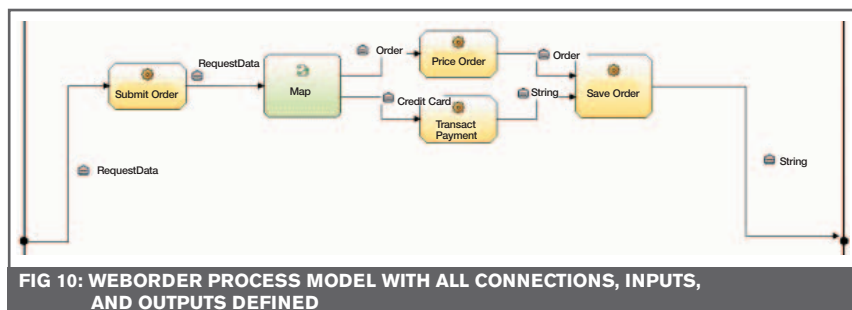 RequestData
Order
Price Order
Order
Submit Order
Map
Credit Card
String
Save Order
Transact
Payment
RequestData
String
FIG 10: WEBORDER PROCESS MODEL WITH ALL CONNECTIONS, INPUTS,
AND OUTPUTS DEFINED